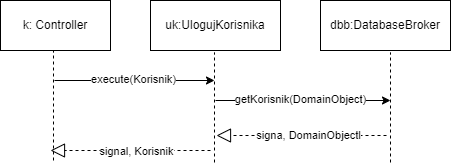 k: Controller
uk:UlogujKorisnika
dbb:DatabaseBroker
execute(Korisnik)
getKorisnik(DomainObject)
signa, DomainObjectl
signal, Korisnik